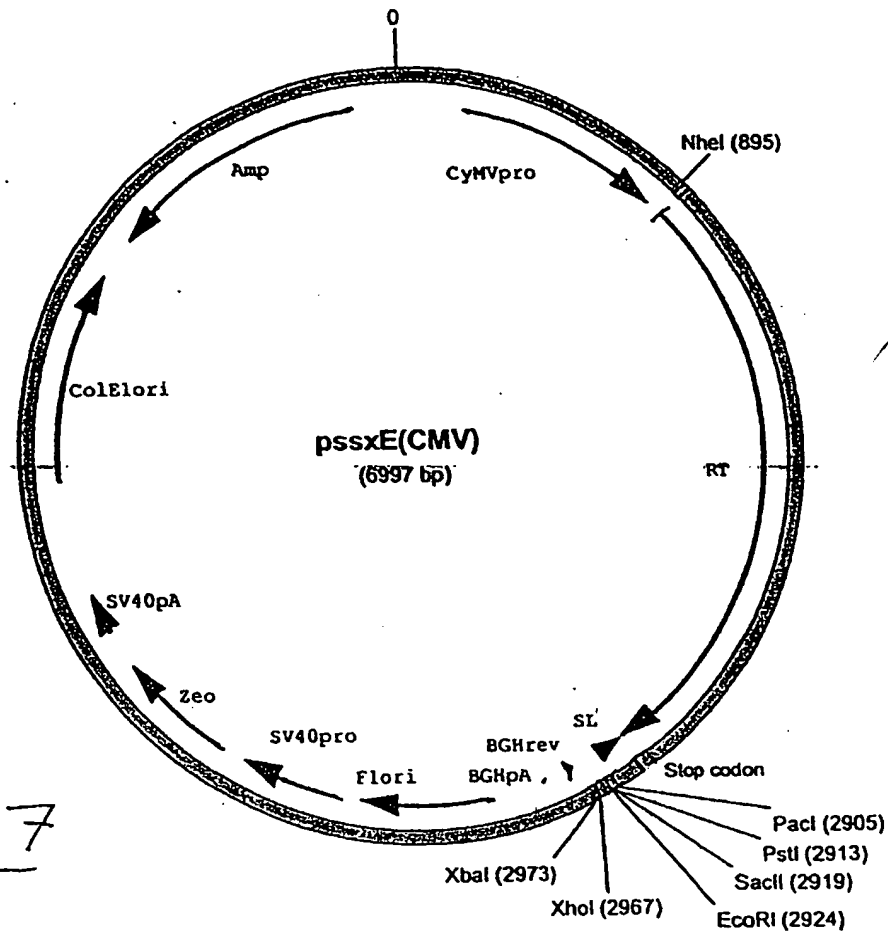 0
NheI (895)
Amp
CyMVpro
ColElori
pssxE(CMV)
(6997 bp)
RT
SV40pA
Zeo
SV40pro
Flori
BGHrev
BGHpA
SL
Stop codon
PacI (2905)
PstI (2913)
SacII (2919)
EcoRI (2924)
XhoI (2967)
XbaI (2973)
7